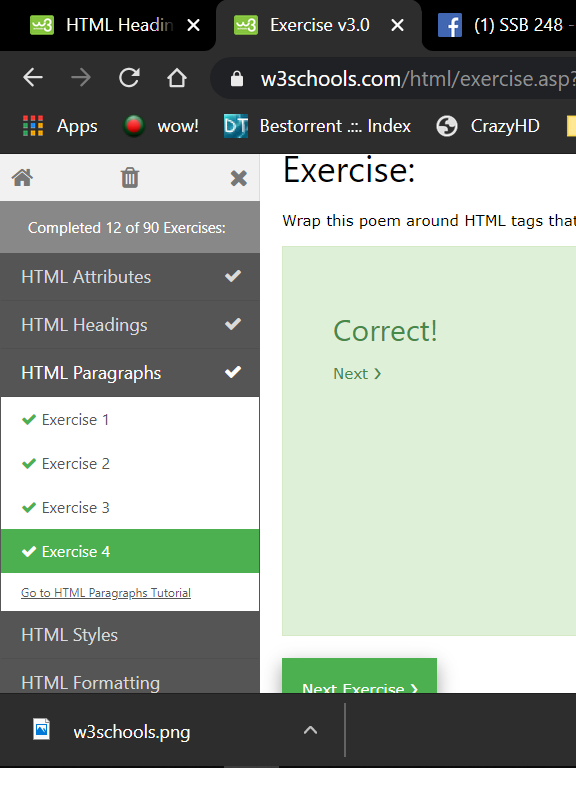 HTML Headin
Exercise v3.0
(1) SSB 248 -
w3schools.com/html/exercise.asp?
Apps
wow!
DT
Bestorrent .::. Index
CrazyHD
Completed 12 of 90 Exercises:
HTML Attributes
HTML Headings
HTML Paragraphs
Exercise 1
Exercise 2
Exercise 3
Exercise 4
Go to HTML Paragraphs Tutorial
HTML Styles
HTML Formatting
Exercise:
Wrap this poem around HTML tags that
Correct!
Next ❯
Next Exercise ❯
w3schools.png